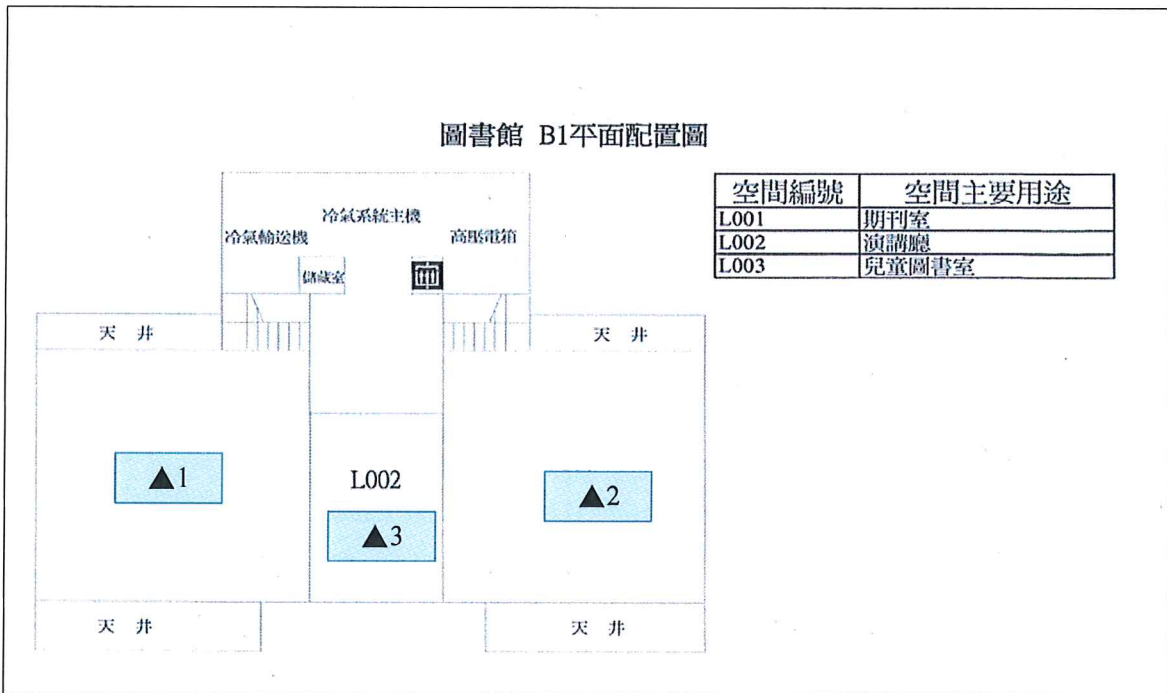 圖書館 B1平面配置圖
空間編號 空間主要用途
L001 期刊室
L002 演講廳
L003 兒童圖書室
冷氣系統主機
冷氣輸送機 高壓電箱
儲藏室
天 井 天 井
▲1 L002 ▲2
▲3
天 井 天 井